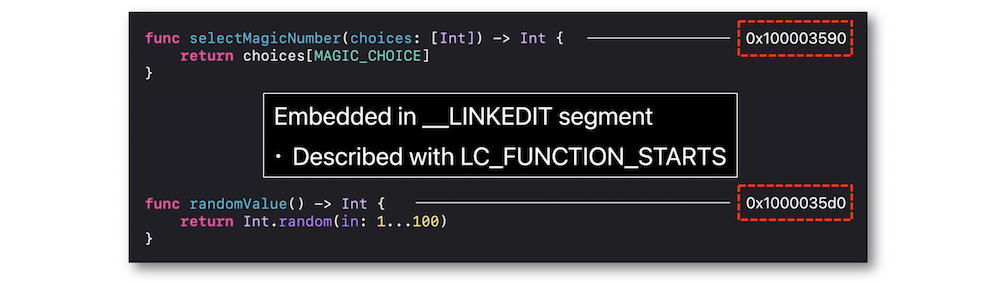 func selectMagicNumber(choices: [Int]) -> Int { 0x100003590
return choices[MAGIC_CHOICE]
}
Embedded in __LINKEDIT segment
• Described with LC_FUNCTION_STARTS
func randomValue() -> Int { 0x1000035d0
return Int.random(in: 1...100)
}